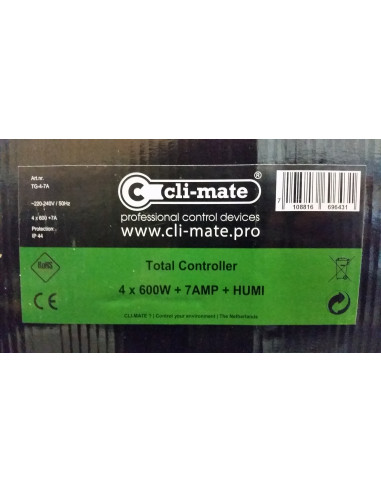 Art.nr.
TG-4-7A
~220-240V / 50Hz
4 x 600 +7A
Protection:
IP-44
cli-mate®
professional control devices
www.cli-mate.pro
7 108816 696431
RoHS
Total Controller
4 x 600W + 7AMP + HUMI
CE
CLI-MATE ? | Control your environment | The Netherlands